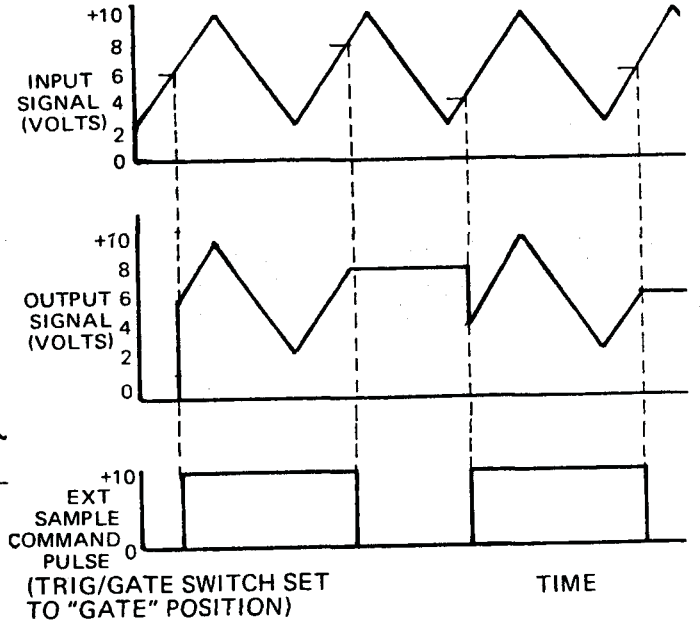 +10
8
6
4
2
0
INPUT
SIGNAL
(VOLTS)
+10
8
6
4
2
0
OUTPUT
SIGNAL
(VOLTS)
+10
0
EXT
SAMPLE
COMMAND
PULSE
(TRIG/GATE SWITCH SET
TO "GATE" POSITION)
TIME